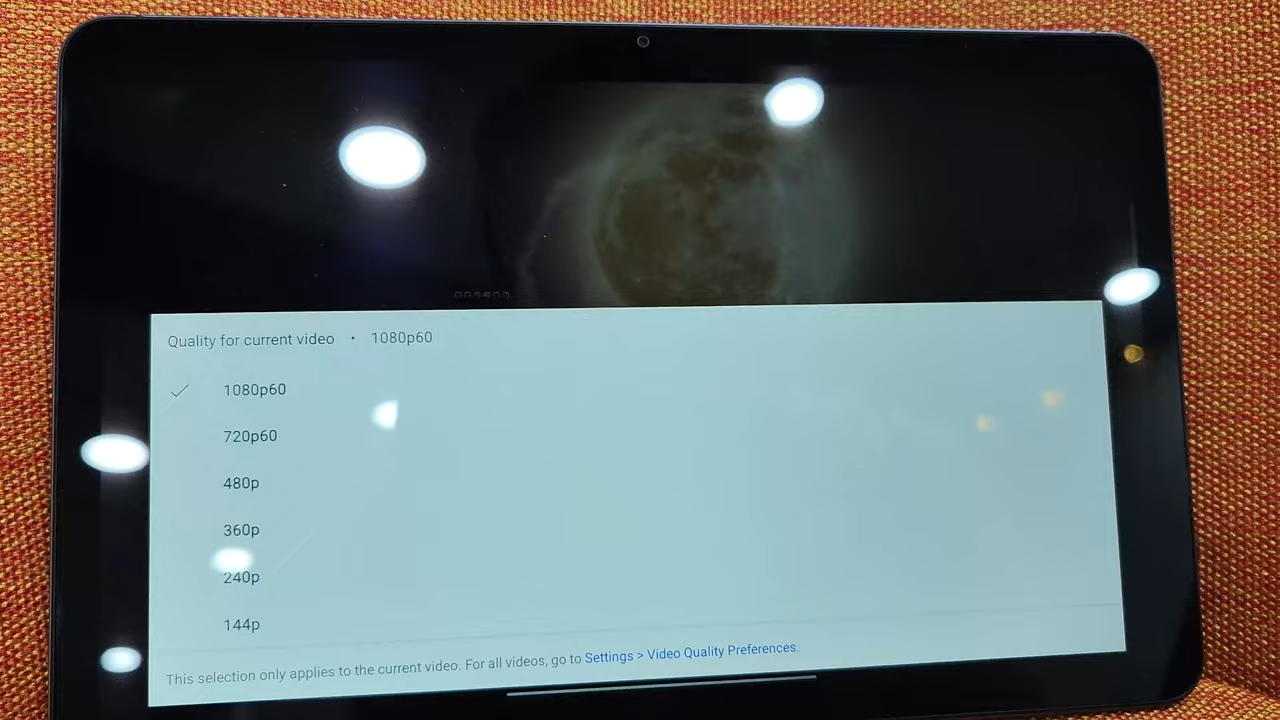 Quality for current video • 1080p60
1080p60
720p60
480p
360p
240p
144p
This selection only applies to the current video. For all videos, go to Settings > Video Quality Preferences.